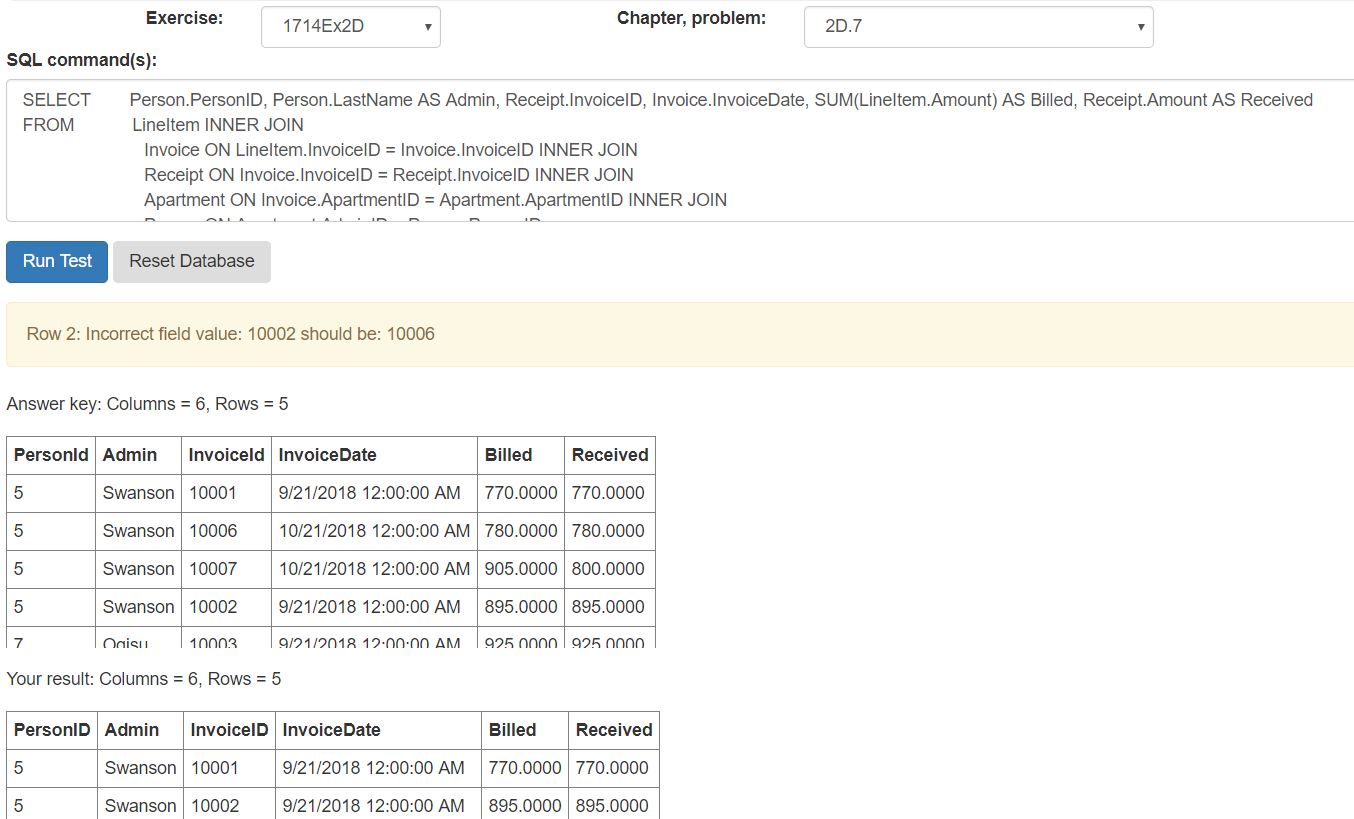 Exercise: 1714Ex2D Chapter, problem: 2D.7
SQL command(s):
SELECT Person.PersonID, Person.LastName AS Admin, Receipt.InvoiceID, Invoice.InvoiceDate, SUM(LineItem.Amount) AS Billed, Receipt.Amount AS Received
FROM LineItem INNER JOIN
Invoice ON LineItem.InvoiceID = Invoice.InvoiceID INNER JOIN
Receipt ON Invoice.InvoiceID = Receipt.InvoiceID INNER JOIN
Apartment ON Invoice.ApartmentID = Apartment.ApartmentID INNER JOIN
Run Test Reset Database
Row 2: Incorrect field value: 10002 should be: 10006
Answer key: Columns = 6, Rows = 5
PersonId Admin InvoiceId InvoiceDate Billed Received
5 Swanson 10001 9/21/2018 12:00:00 AM 770.0000 770.0000
5 Swanson 10006 10/21/2018 12:00:00 AM 780.0000 780.0000
5 Swanson 10007 10/21/2018 12:00:00 AM 905.0000 800.0000
5 Swanson 10002 9/21/2018 12:00:00 AM 895.0000 895.0000
7 Ogisu 10003 9/21/2018 12:00:00 AM 925.0000 925.0000
Your result: Columns = 6, Rows = 5
PersonID Admin InvoiceID InvoiceDate Billed Received
5 Swanson 10001 9/21/2018 12:00:00 AM 770.0000 770.0000
5 Swanson 10002 9/21/2018 12:00:00 AM 895.0000 895.0000